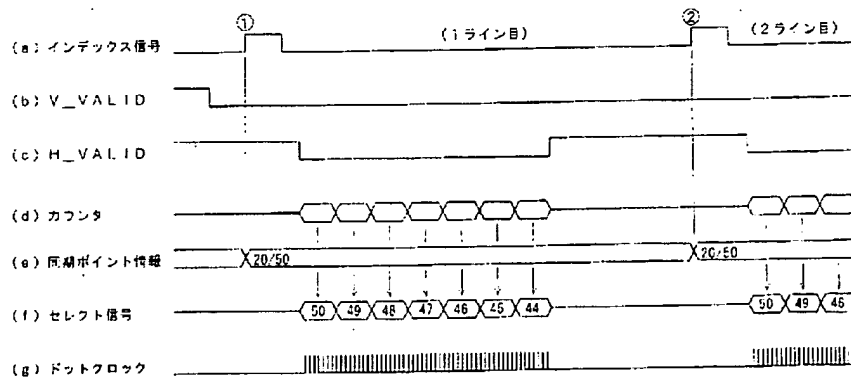 ① ②
(a) インデックス信号 (1ライン目) (2ライン目)
(b) V_VALID
(c) H_VALID
(d) カウンタ
(e) 同期ポイント情報 20/50 20/50
(f) セレクト信号 50 49 48 47 46 45 44 50 49 46
(g) ドットクロック